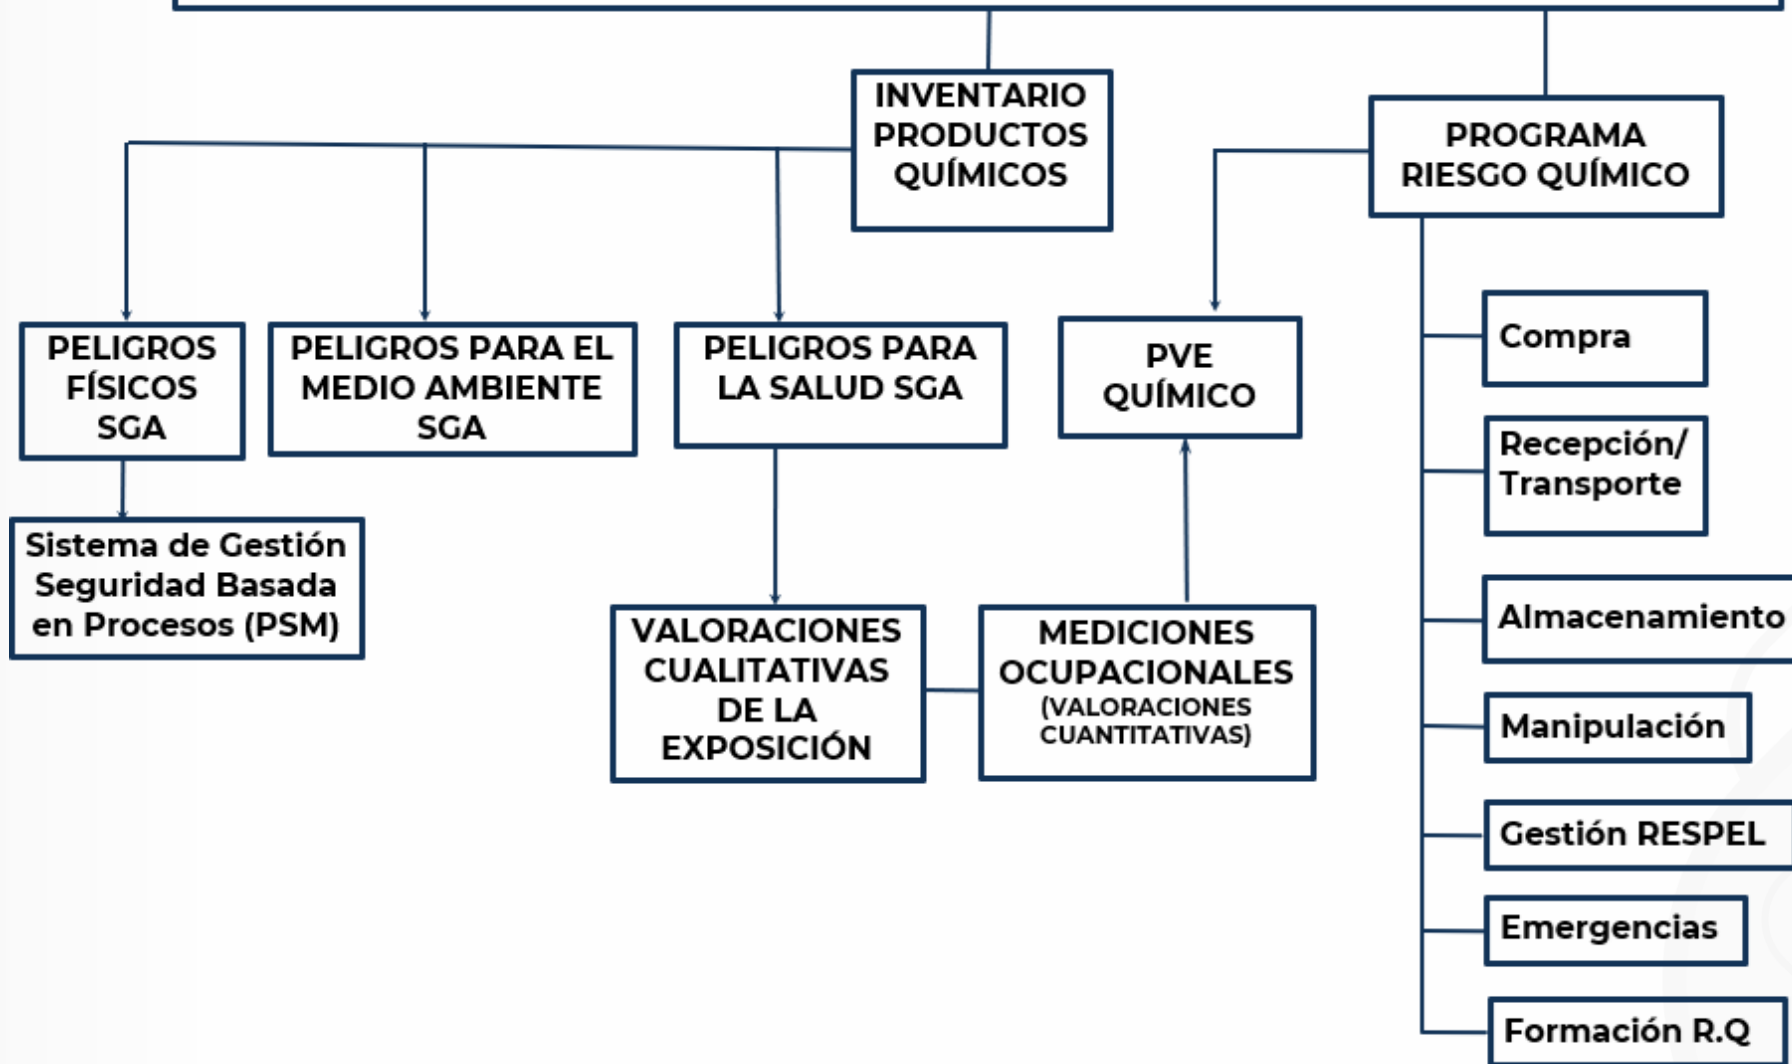 INVENTARIO
PRODUCTOS
QUÍMICOS
PROGRAMA
RIESGO QUÍMICO
PELIGROS
FÍSICOS
SGA
PELIGROS PARA EL
MEDIO AMBIENTE
SGA
PELIGROS PARA
LA SALUD SGA
PVE
QUÍMICO
Compra
Recepción/
Transporte
Sistema de Gestión
Seguridad Basada
en Procesos (PSM)
VALORACIONES
CUALITATIVAS
DE LA
EXPOSICIÓN
MEDICIONES
OCUPACIONALES
(VALORACIONES
CUANTITATIVAS)
Almacenamiento
Manipulación
Gestión RESPEL
Emergencias
Formación R.Q